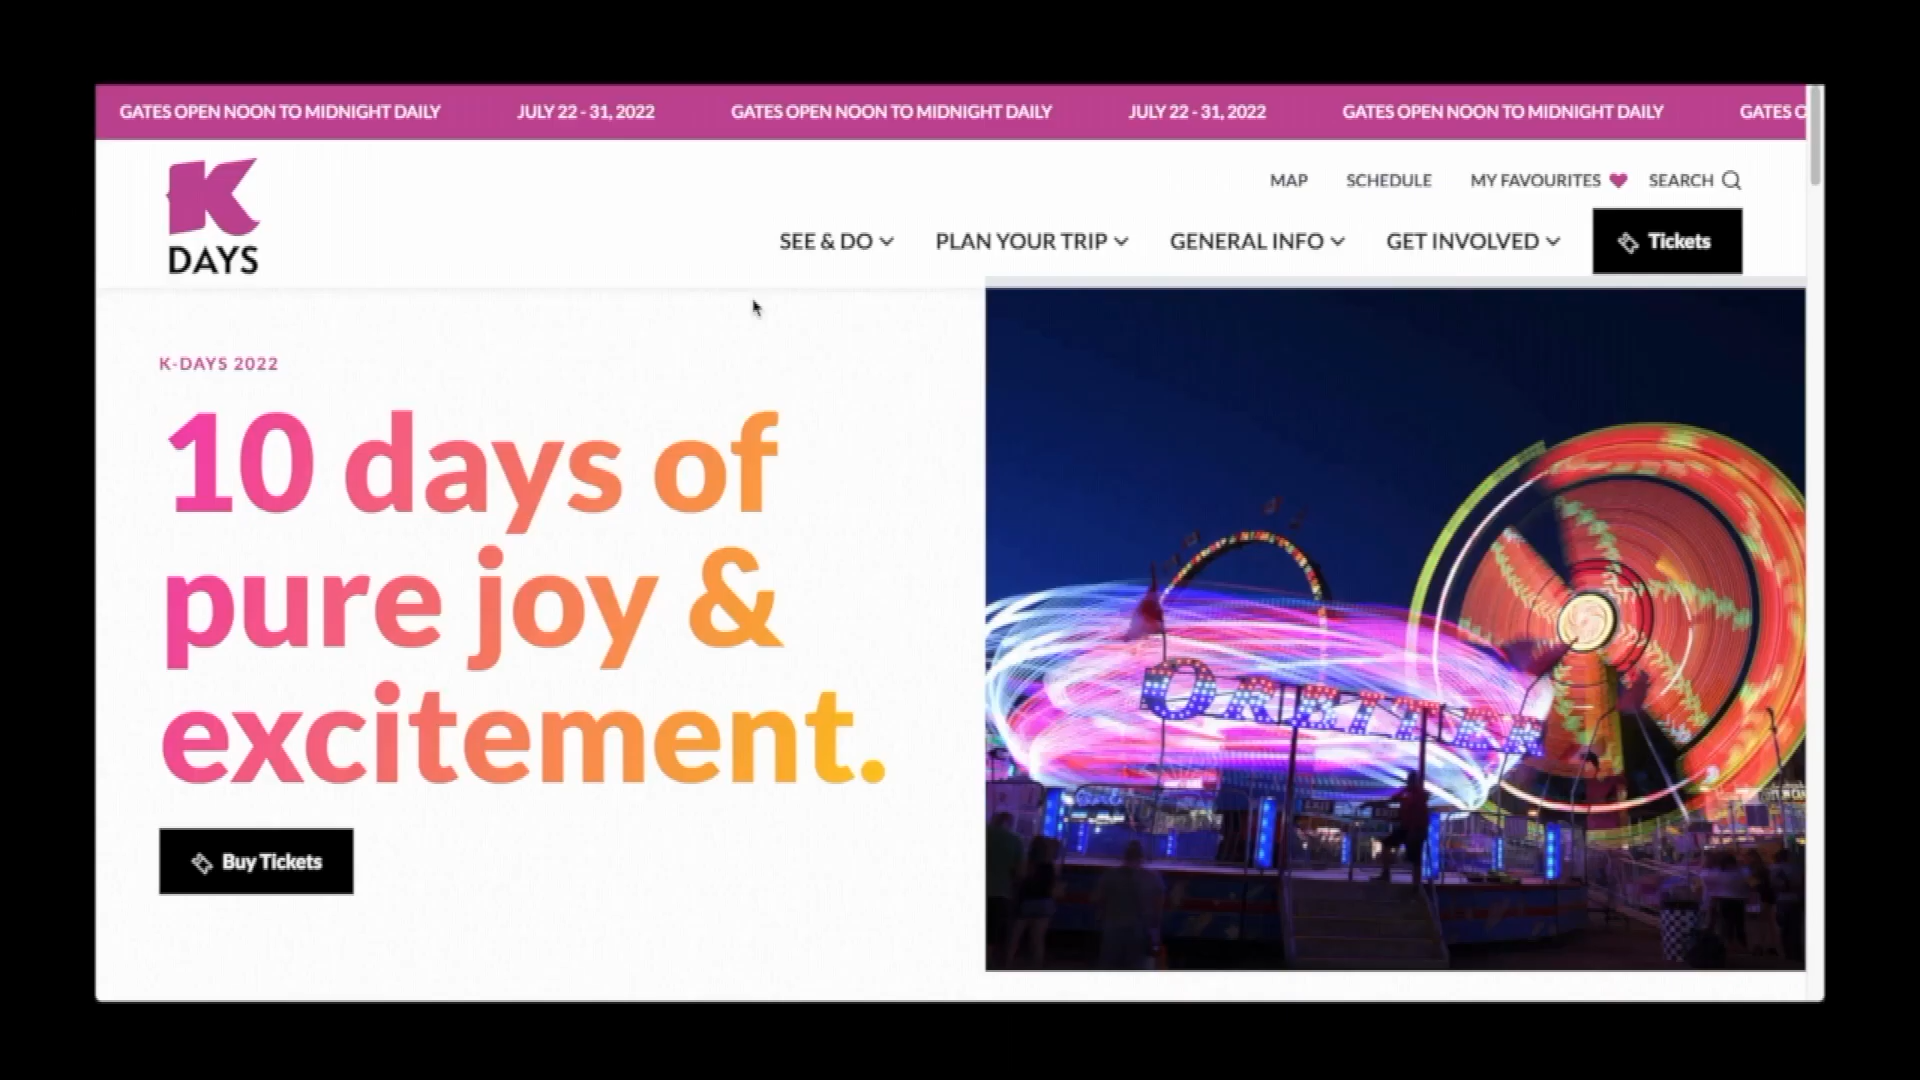 GATES OPEN NOON TO MIDNIGHT DAILY JULY 22 - 31, 2022 GATES OPEN NOON TO MIDNIGHT DAILY JULY 22 - 31, 2022 GATES OPEN NOON TO MIDNIGHT DAILY GATES O
K
DAYS
MAP SCHEDULE MY FAVOURITES SEARCH
SEE & DO PLAN YOUR TRIP GENERAL INFO GET INVOLVED Tickets
K-DAYS 2022
10 days of
pure joy &
excitement.
ORBITER
Buy Tickets